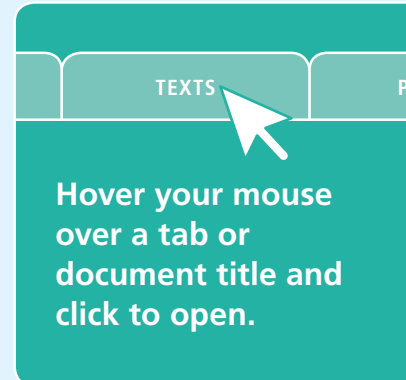 TEXTS
Hover your mouse
over a tab or
document title and
click to open.